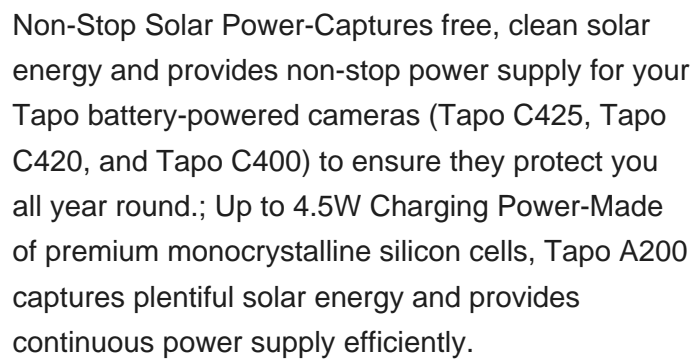 Non-Stop Solar Power-Captures free, clean solar
energy and provides non-stop power supply for your
Tapo battery-powered cameras (Tapo C425, Tapo
C420, and Tapo C400) to ensure they protect you
all year round.; Up to 4.5W Charging Power-Made
of premium monocrystalline silicon cells, Tapo A200
captures plentiful solar energy and provides
continuous power supply efficiently.